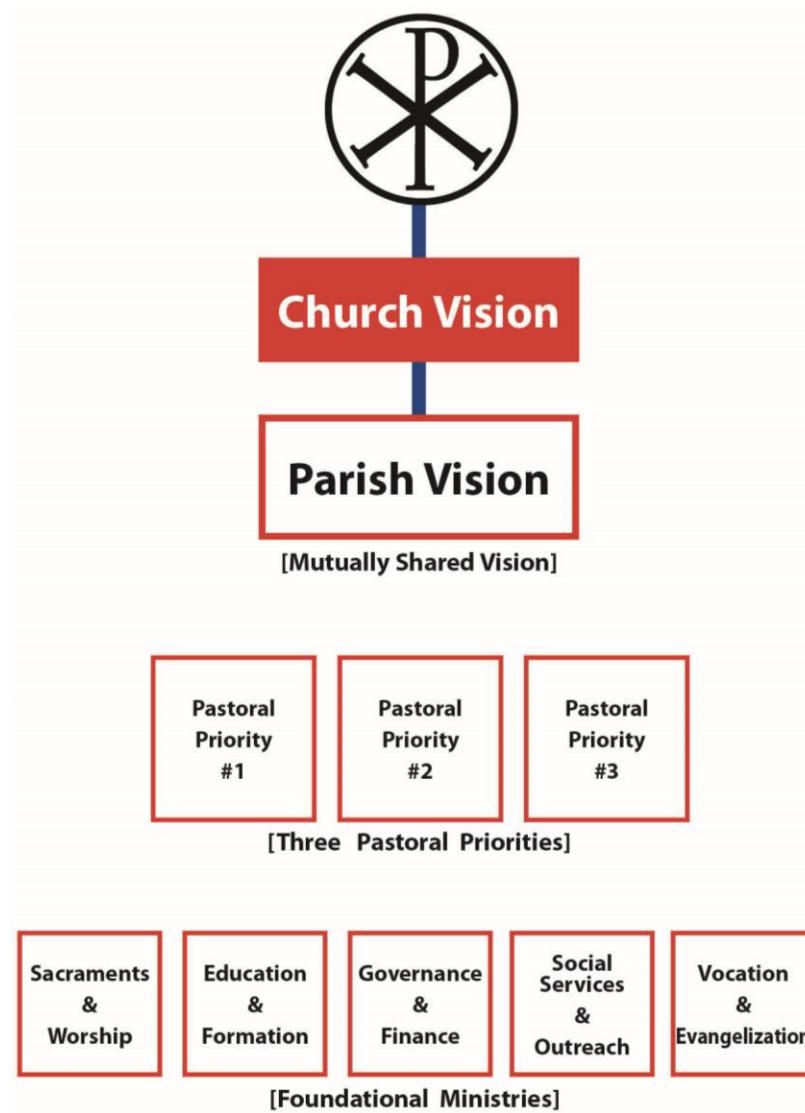 Church Vision
Parish Vision
[Mutually Shared Vision]
Pastoral
Priority
#1
Pastoral
Priority
#2
Pastoral
Priority
#3
[Three Pastoral Priorities]
Sacraments
&
Worship
Education
&
Formation
Governance
&
Finance
Social
Services
&
Outreach
Vocation
&
Evangelization
[Foundational Ministries]